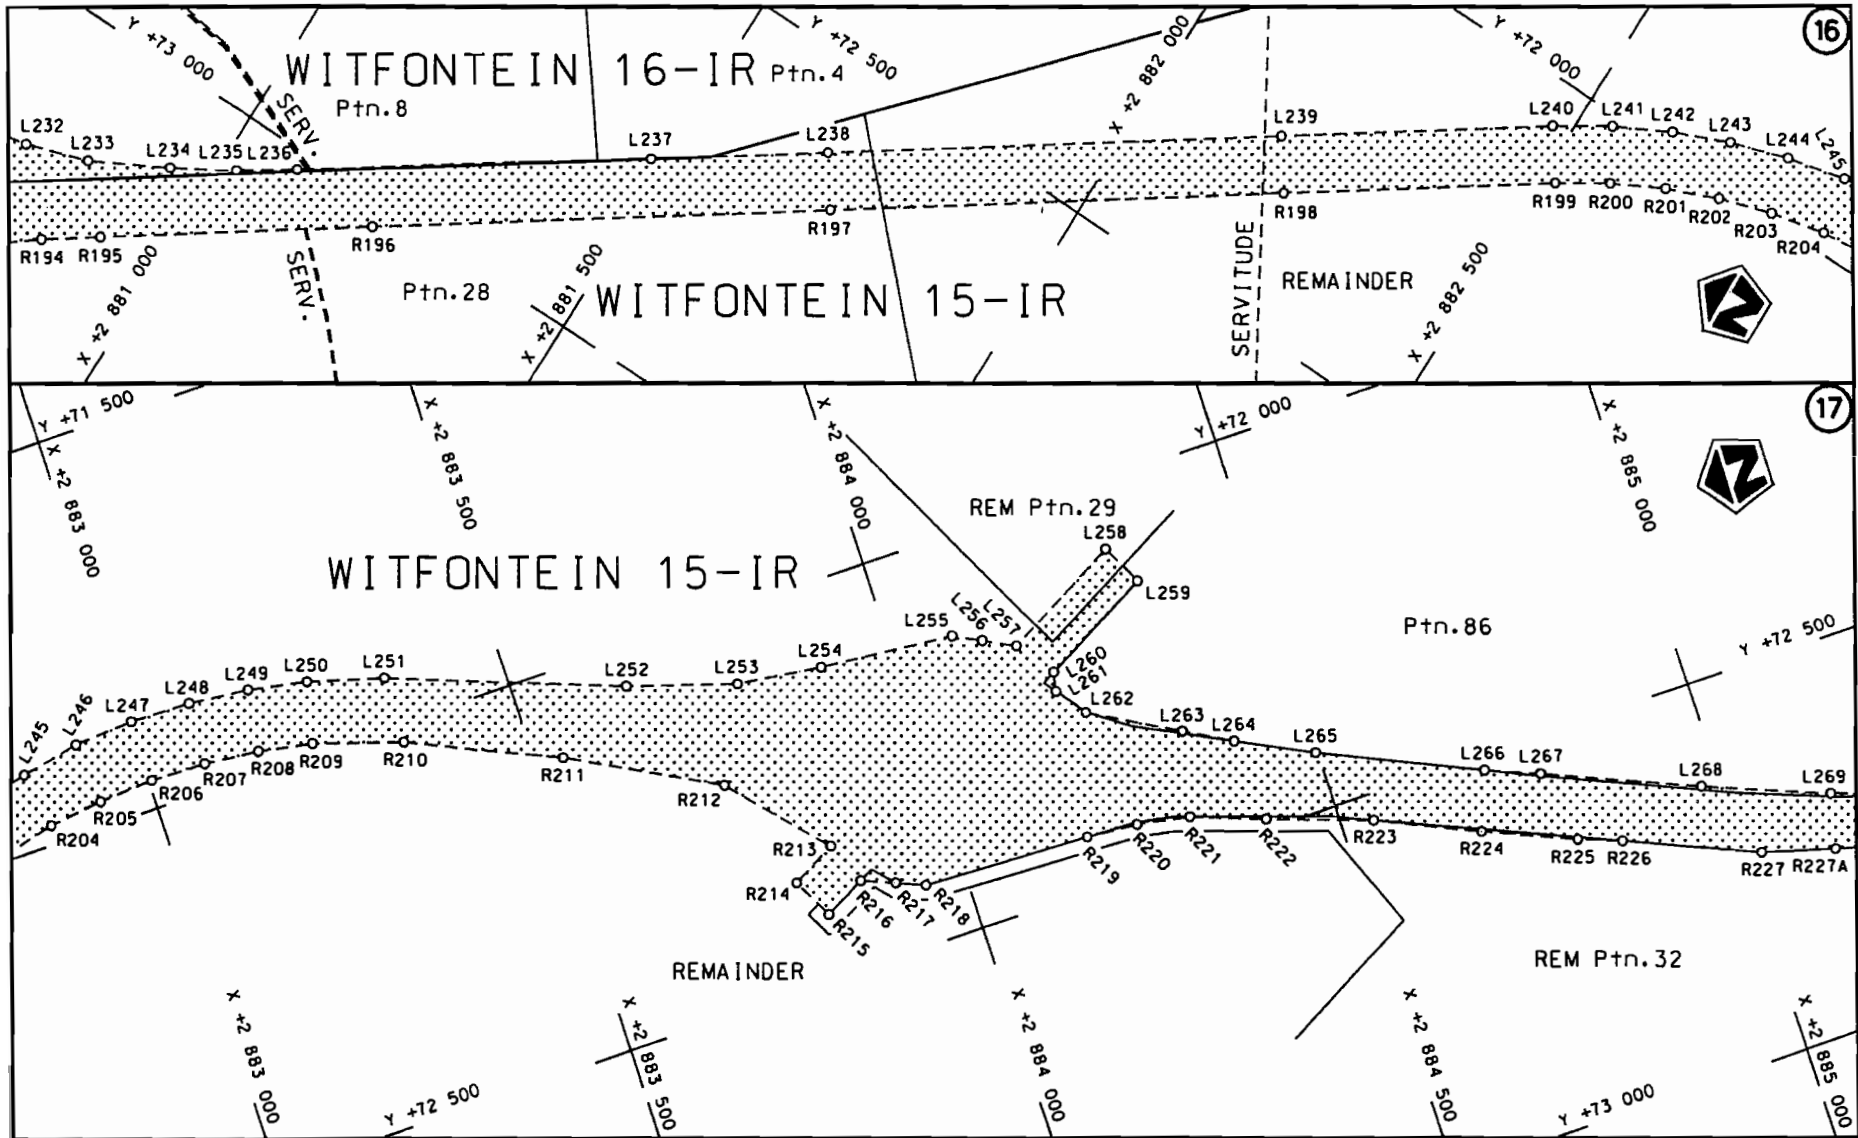 16
Y +73 000
WITFONTEIN 16-IR
Ptn.4
Y +72 500
X +2 882 000
Y +72 000
SERV.
Ptn.8
L232
L233
L234
L235
L236
L237
L238
L239
L240
L241
L242
L243
L244
L245
R194
R195
R196
R197
R198
R199
R200
R201
R202
R203
R204
X +2 881 000
SERV.
Ptn.28
X +2 881 500
WITFONTEIN 15-IR
SERVITUDE
REMAINDER
X +2 882 500
17
Y +71 500
X +2 883 000
X +2 883 500
X +2 884 000
Y +72 000
X +2 885 000
REM Ptn.29
WITFONTEIN 15-IR
Ptn.86
Y +72 500
L245
L246
L247
L248
L249
L250
L251
L252
L253
L254
L255
L256
L257
L258
L259
L260
L261
L262
L263
L264
L265
L266
L267
L268
L269
R204
R205
R206
R207
R208
R209
R210
R211
R212
R213
R214
R215
R216
R217
R218
R219
R220
R221
R222
R223
R224
R225
R226
R227
R227A
REMAINDER
REM Ptn.32
X +2 883 000
Y +72 500
X +2 883 500
X +2 884 000
X +2 884 500
Y +73 000
X +2 885 000